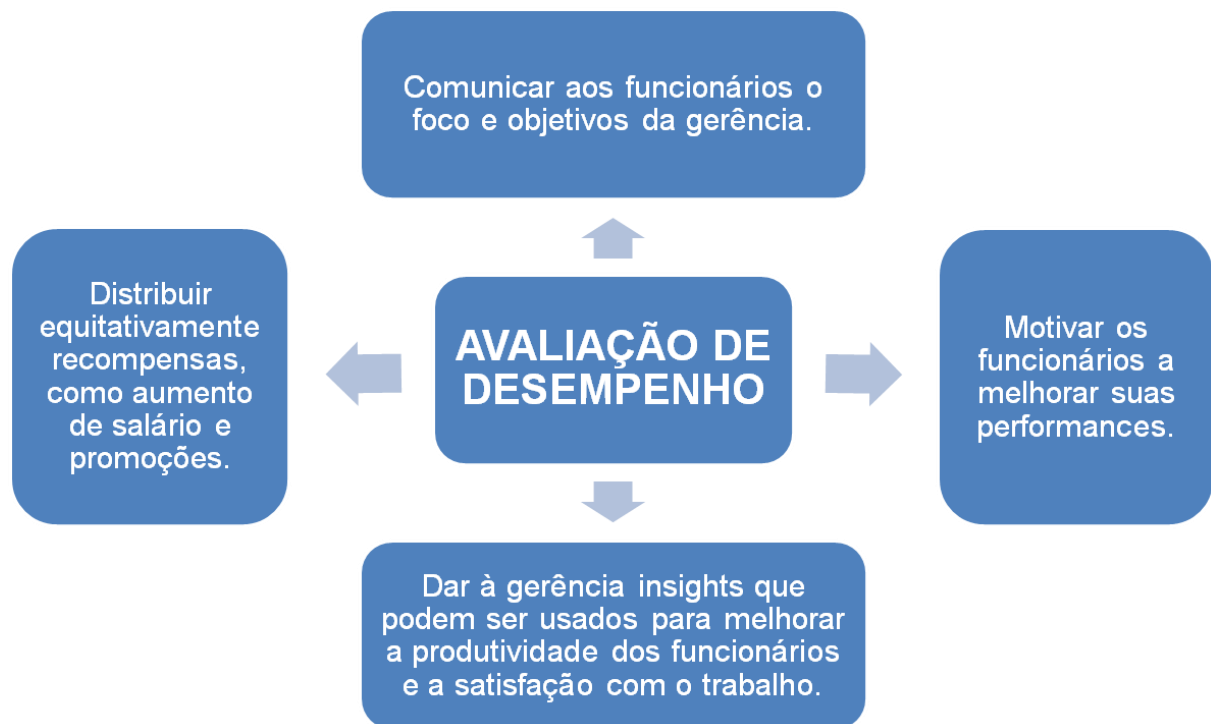 Comunicar aos funcionários o
foco e objetivos da gerência.
Distribuir
equitativamente
recompensas,
como aumento
de salário e
promoções.
AVALIAÇÃO DE
DESEMPENHO
Motivar os
funcionários a
melhorar suas
performances.
Dar à gerência insights que
podem ser usados para melhorar
a produtividade dos funcionários
e a satisfação com o trabalho.